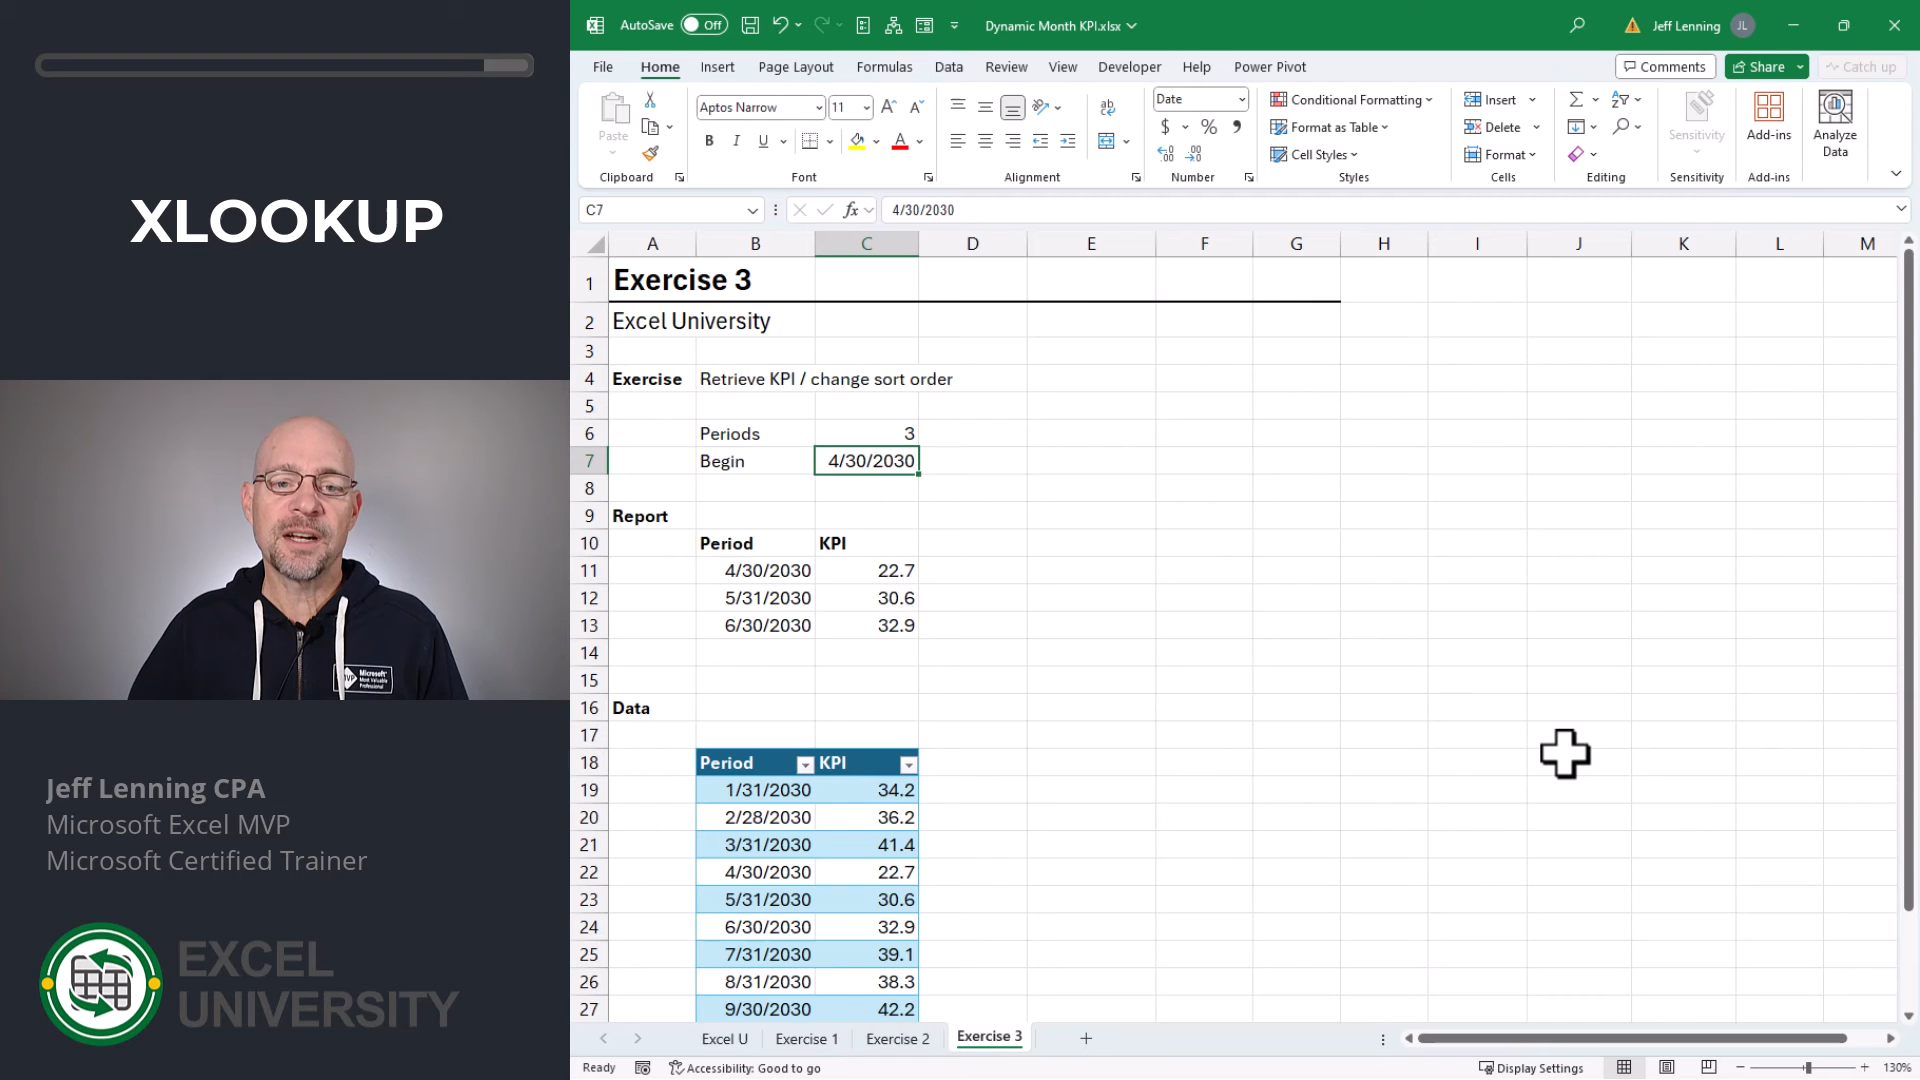 XLOOKUP
Microsoft
Most Valuable
Professional
Jeff Lenning CPA
Microsoft Excel MVP
Microsoft Certified Trainer
EXCEL
UNIVERSITY
AutoSave Off Dynamic Month KPI.xlsx Jeff Lenning JL
File Home Insert Page Layout Formulas Data Review View Developer Help Power Pivot Comments Share Catch up
Paste
Clipboard
Aptos Narrow 11
B I U
Font
Alignment
Date
$ % 9
Number
Conditional Formatting
Format as Table
Cell Styles
Styles
Insert
Delete
Format
Cells
Editing
Sensitivity
Sensitivity
Add-ins
Add-ins
Analyze
Data
C7 fx 4/30/2030
A B C D E F G H I J K L M
1 Exercise 3
2 Excel University
3
4 Exercise Retrieve KPI / change sort order
5
6 Periods 3
7 Begin 4/30/2030
8
9 Report
10 Period KPI
11 4/30/2030 22.7
12 5/31/2030 30.6
13 6/30/2030 32.9
14
15
16 Data
17
18 Period KPI
19 1/31/2030 34.2
20 2/28/2030 36.2
21 3/31/2030 41.4
22 4/30/2030 22.7
23 5/31/2030 30.6
24 6/30/2030 32.9
25 7/31/2030 39.1
26 8/31/2030 38.3
27 9/30/2030 42.2
Excel U Exercise 1 Exercise 2 Exercise 3
Ready Accessibility: Good to go Display Settings 130%